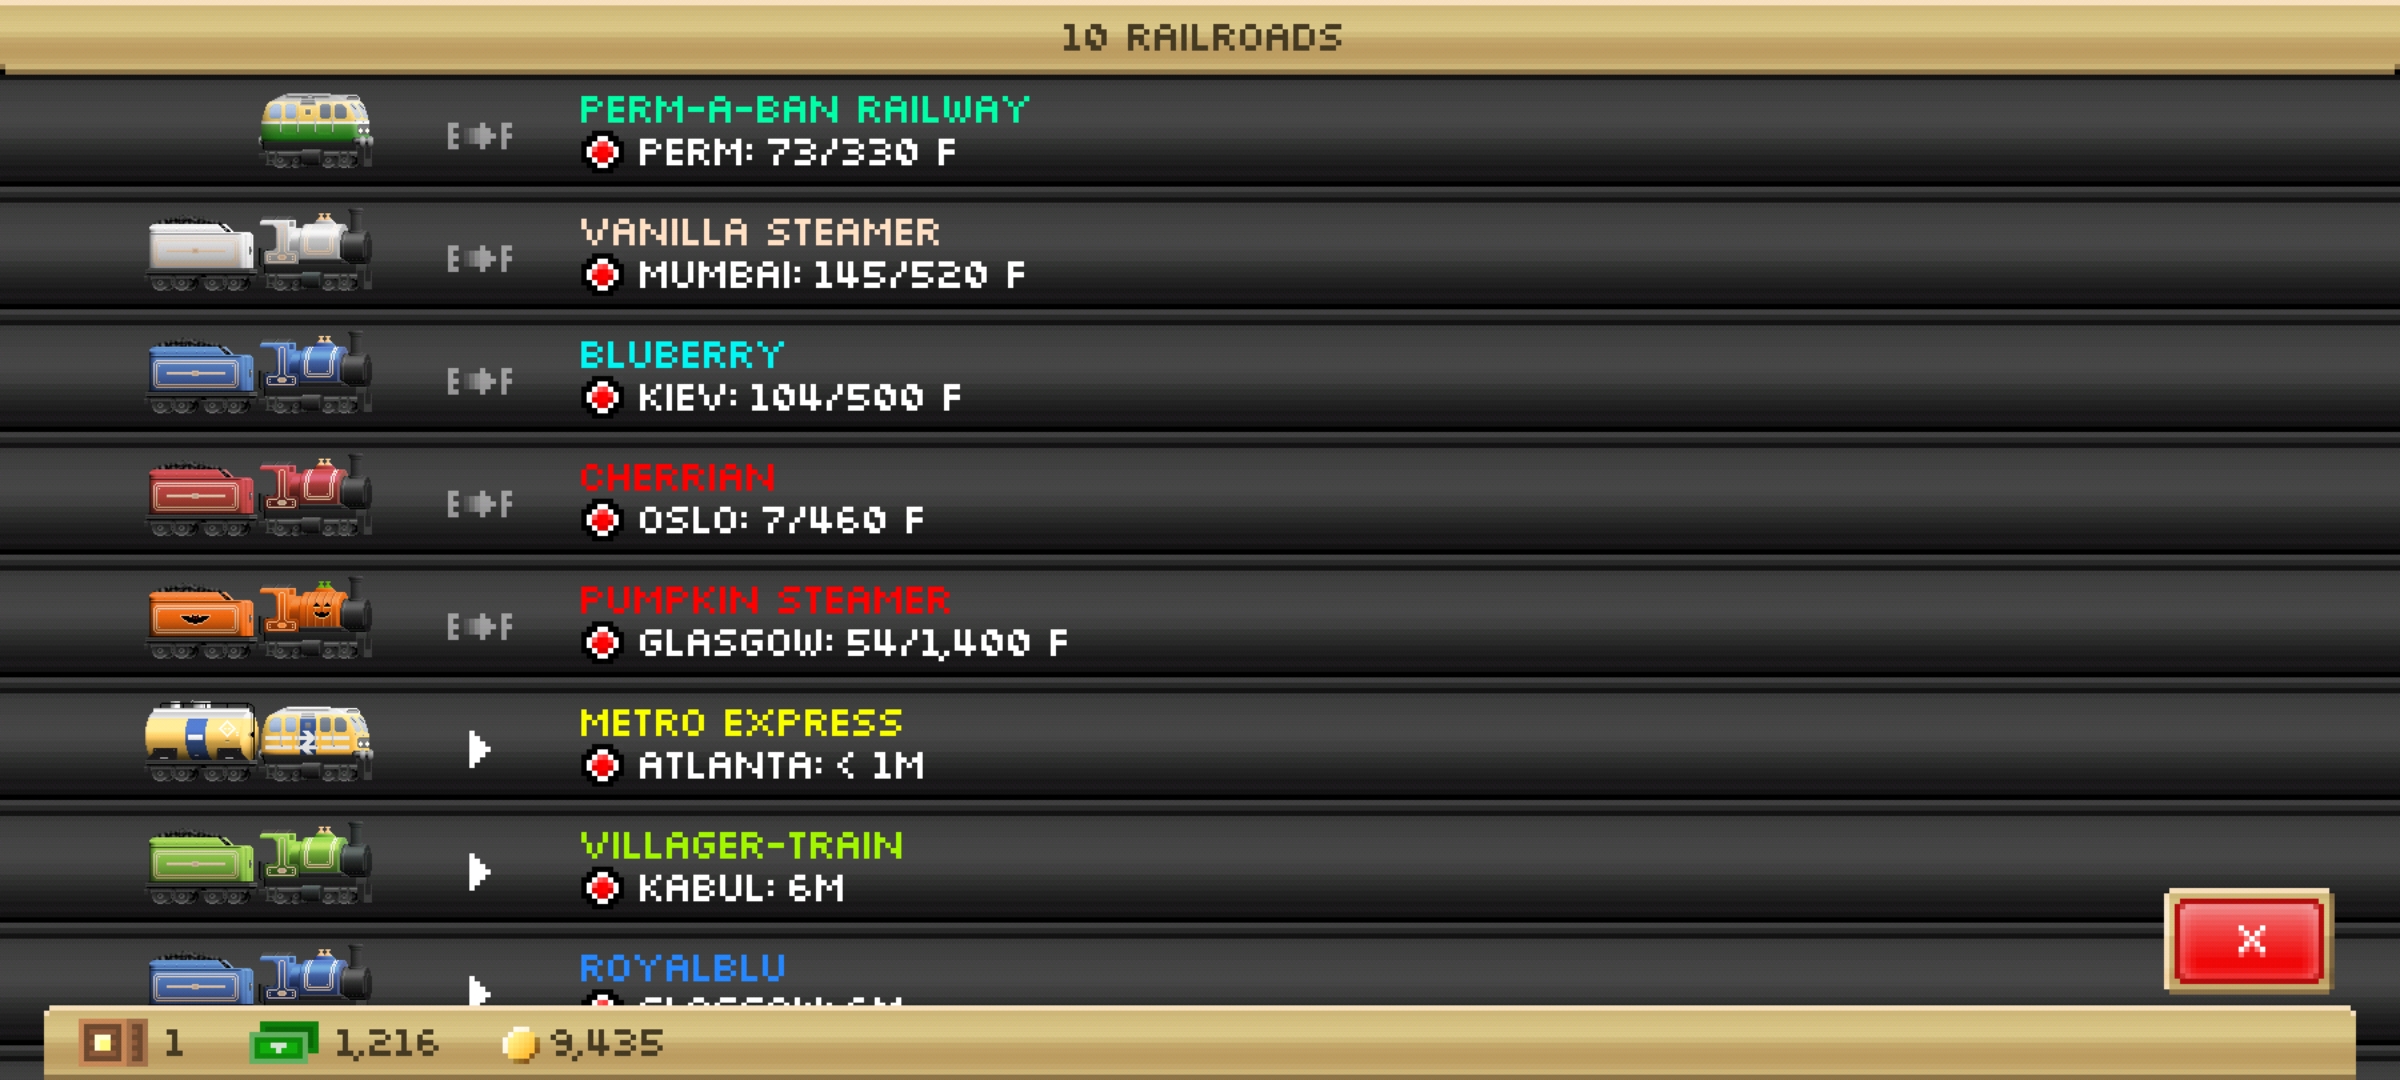 10 RAILROADS
PERM-A-BAN RAILWAY
E F
PERM: 73/330 F
VANILLA STEAMER
E F
MUMBAI: 145/520 F
BLUBERRY
E F
KIEV: 104/500 F
CHERRIAN
E F
OSLO: 7/460 F
PUMPKIN STEAMER
E F
GLASGOW: 54/1,400 F
METRO EXPRESS
ATLANTA: < 1M
VILLAGER-TRAIN
KABUL: 6M
ROYALBLU
X
1 1,216 9,435